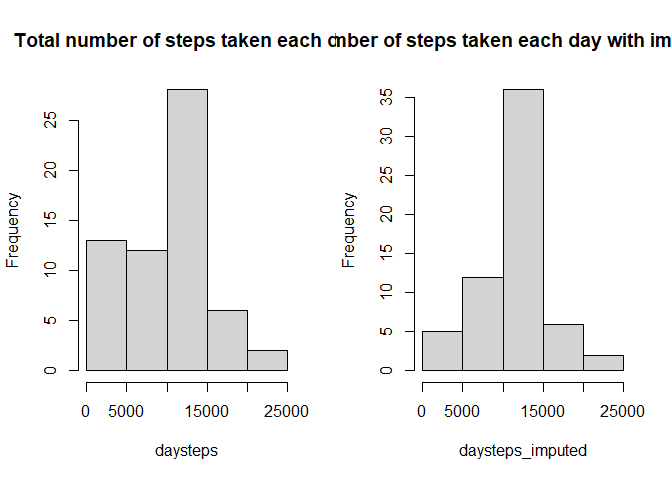 Total number of steps taken each
of steps taken each day with
Frequency
0 5 10 15 20 25
0 5000 15000 25000
daysteps
Frequency
0 5 10 15 20 25 30 35
0 5000 15000 25000
daysteps_imputed